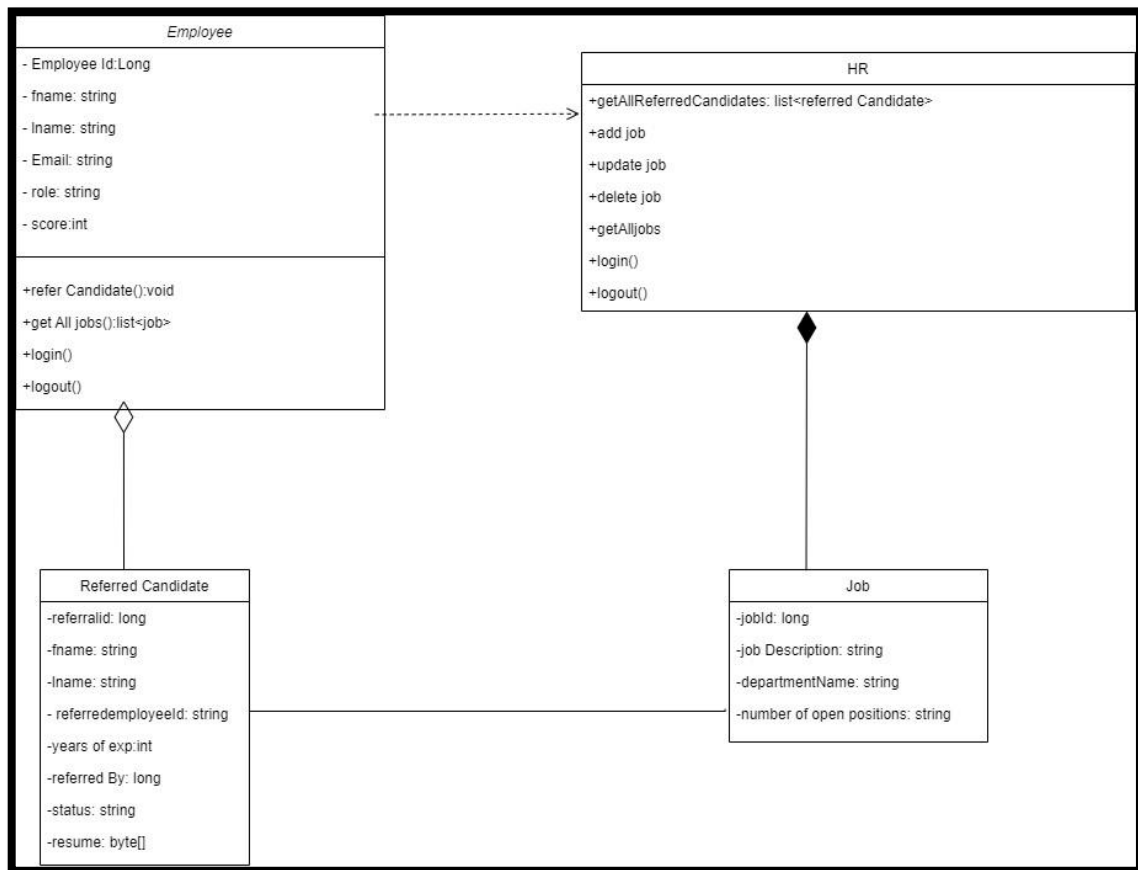 Employee
- Employee Id:Long
- fname: string
- lname: string
- Email: string
- role: string
- score:int
+refer Candidate():void
+get All jobs():list<job>
+login()
+logout()
HR
+getAllReferredCandidates: list<referred Candidate>
+add job
+update job
+delete job
+getAlljobs
+login()
+logout()
Referred Candidate
-referralid: long
-fname: string
-lname: string
- referredemployeeId: string
-years of exp:int
-referred By: long
-status: string
-resume: byte[]
Job
-jobId: long
-job Description: string
-departmentName: string
-number of open positions: string